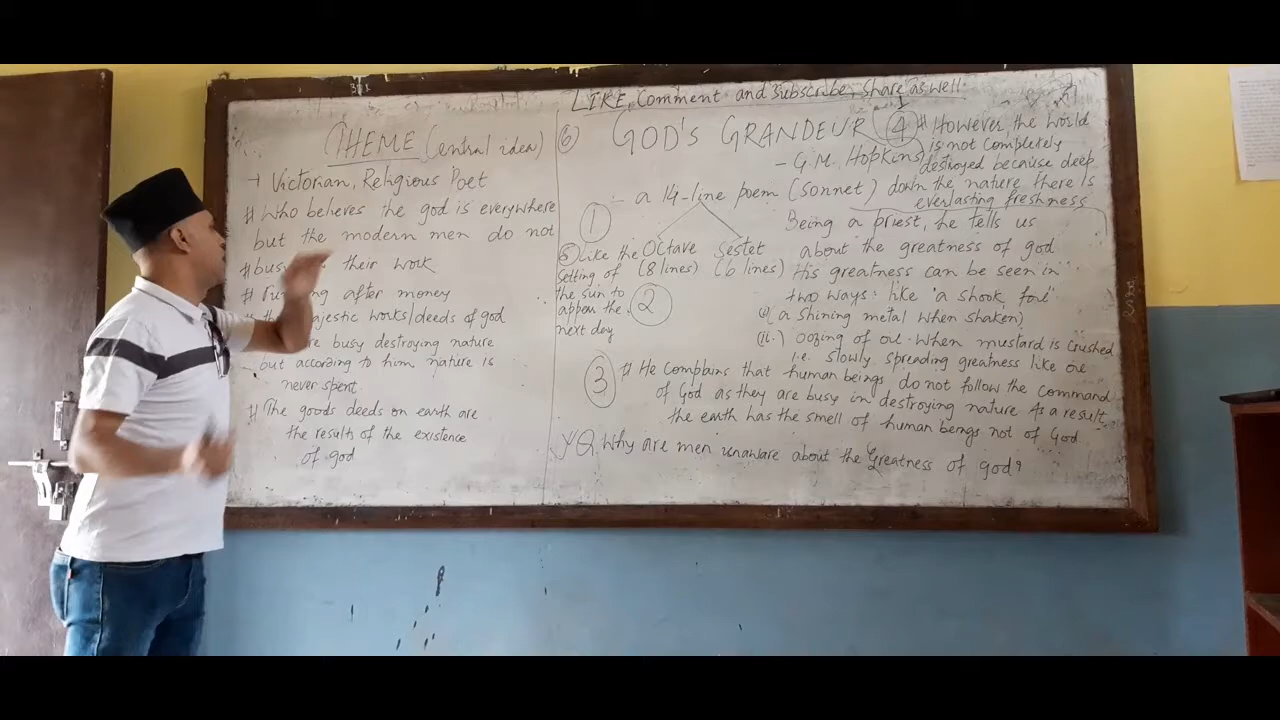 LIKE, Comment and subscribe, share as well
THEME (Central idea)
→ Victorian, Religious Poet
# Who believes the god is everywhere
but the modern men do not
# busy their work
# Running after money
# the majestic works/deeds of god
are busy destroying nature
but according to him nature is
never spent.
# The goods deeds on earth are
the results of the existence
of god
6 GOD'S GRANDEUR
- G.M. Hopkins
- a 14-line poem (sonnet)
1
Octave Sestet
(8 lines) (6 lines)
5 Like the
setting of
the sun to
appear the
next day
2
Being a priest, he tells us
about the greatness of god
His greatness can be seen in
two ways: like "a shook foil"
(i) a shining metal when shaken)
(ii.) oozing of oil. When mustard is crushed
i.e. slowly spreading greatness like oil
3 # He complains that human beings do not follow the command
of God as they are busy in destroying nature As a result,
the earth has the smell of human beings not of God.
4 # However, the world
is not completely
destroyed because deep
down the nature there is
everlasting freshness
Q. Why are men unaware about the Greatness of god?